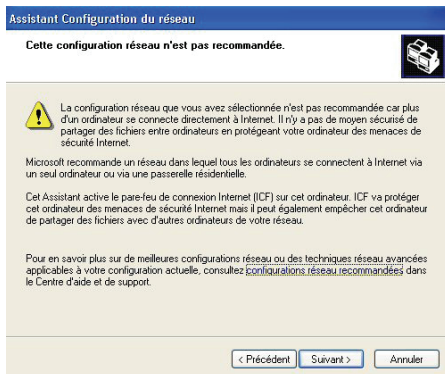 Assistant Configuration du réseau
Cette configuration réseau n'est pas recommandée.
La configuration réseau que vous avez sélectionnée n'est pas recommandée car plus
d'un ordinateur se connecte directement à Internet. Il n'y a pas de moyen sécurisé de
partager des fichiers entre ordinateurs en protégeant votre ordinateur des menaces de
sécurité Internet.
Microsoft recommande un réseau dans lequel tous les ordinateurs se connectent à Internet via
un seul ordinateur ou via une passerelle résidentielle.
Cet Assistant active le pare-feu de connexion Internet (ICF) sur cet ordinateur. ICF va protéger
cet ordinateur des menaces de sécurité Internet mais il peut également empêcher cet ordinateur
de partager des fichiers avec d'autres ordinateurs de votre réseau.
Pour en savoir plus sur de meilleures configurations réseau ou des techniques réseau avancées
applicables à votre configuration actuelle, consultez configurations réseau recommandées dans
le Centre d'aide et de support.
< Précédent Suivant > Annuler